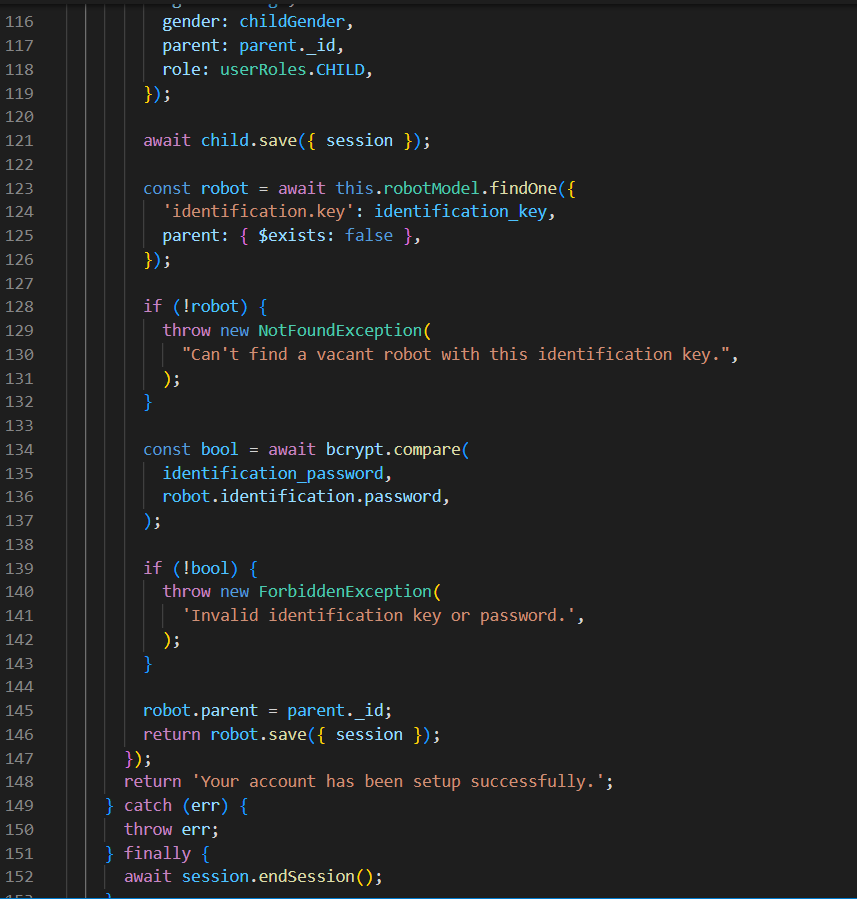 116 gender: childGender,
117 parent: parent._id,
118 role: userRoles.CHILD,
119 });
120
121 await child.save({ session });
122
123 const robot = await this.robotModel.findOne({
124 'identification.key': identification_key,
125 parent: { $exists: false },
126 });
127
128 if (!robot) {
129 throw new NotFoundException(
130 "Can't find a vacant robot with this identification key.",
131 );
132 }
133
134 const bool = await bcrypt.compare(
135 identification_password,
136 robot.identification.password,
137 );
138
139 if (!bool) {
140 throw new ForbiddenException(
141 'Invalid identification key or password.',
142 );
143 }
144
145 robot.parent = parent._id;
146 return robot.save({ session });
147 });
148 return 'Your account has been setup successfully.';
149 } catch (err) {
150 throw err;
151 } finally {
152 await session.endSession();